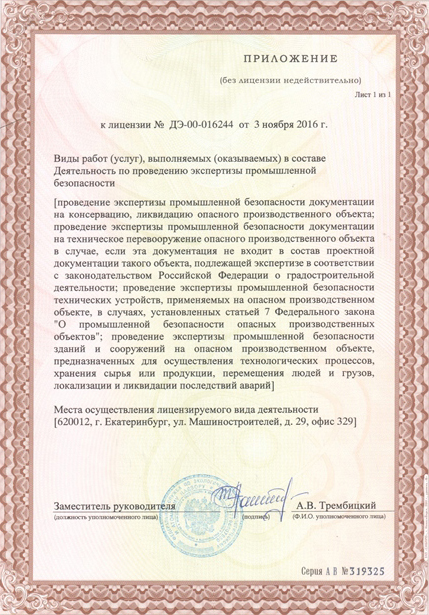 ПРИЛОЖЕНИЕ
(без лицензии недействительно)
Лист 1 из 1
к лицензии № ДЭ-00-016244 от 3 ноября 2016 г.
Виды работ (услуг), выполняемых (оказываемых) в составе
Деятельность по проведению экспертизы промышленной
безопасности
[проведение экспертизы промышленной безопасности документации
на консервацию, ликвидацию опасного производственного объекта;
проведение экспертизы промышленной безопасности документации
на техническое перевооружение опасного производственного объекта
в случае, если эта документация не входит в состав проектной
документации такого объекта, подлежащей экспертизе в соответствии
с законодательством Российской Федерации о градостроительной
деятельности; проведение экспертизы промышленной безопасности
технических устройств, применяемых на опасном производственном
объекте, в случаях, установленных статьей 7 Федерального закона
"О промышленной безопасности опасных производственных
объектов"; проведение экспертизы промышленной безопасности
зданий и сооружений на опасном производственном объекте,
предназначенных для осуществления технологических процессов,
хранения сырья или продукции, перемещения людей и грузов,
локализации и ликвидации последствий аварий]
Места осуществления лицензируемого вида деятельности
[620012, г. Екатеринбург, ул. Машиностроителей, д. 29, офис 329]
Заместитель руководителя А.В. Трембицкий
(должность уполномоченного лица) (подпись) (Ф.И.О. уполномоченного лица)
Серия А В № 319325